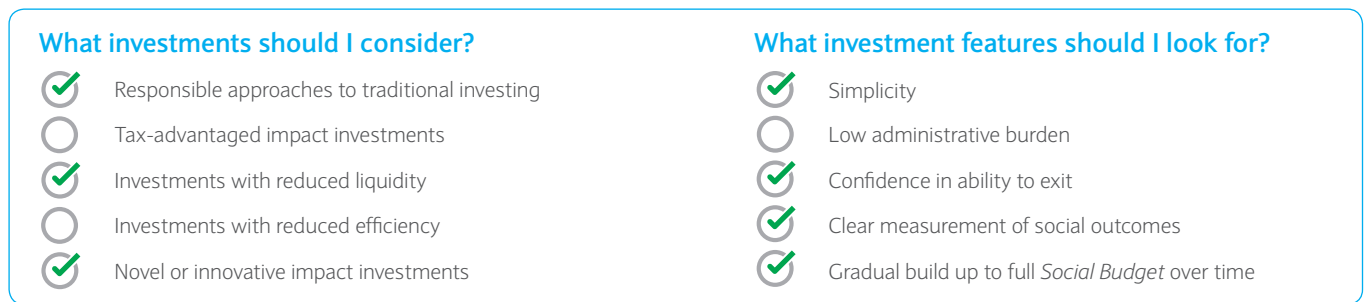 What investments should I consider?
Responsible approaches to traditional investing
Tax-advantaged impact investments
Investments with reduced liquidity
Investments with reduced efficiency
Novel or innovative impact investments
What investment features should I look for?
Simplicity
Low administrative burden
Confidence in ability to exit
Clear measurement of social outcomes
Gradual build up to full Social Budget over time